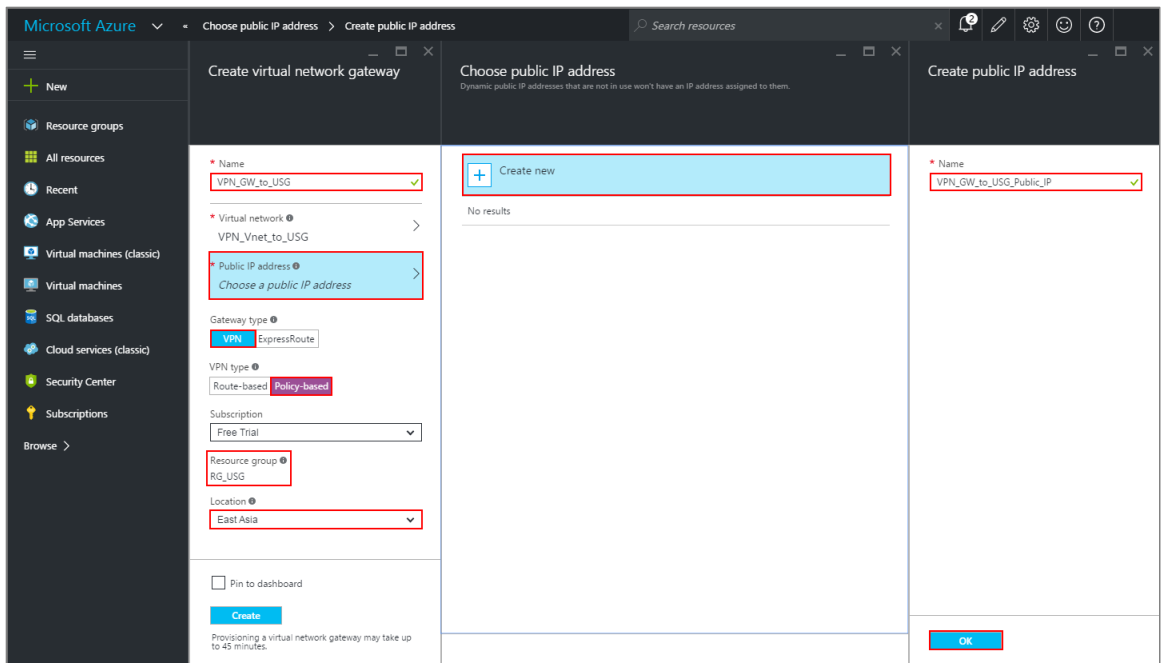 Microsoft Azure
« Choose public IP address > Create public IP address
Search resources
2
New
Resource groups
All resources
Recent
App Services
Virtual machines (classic)
Virtual machines
SQL databases
Cloud services (classic)
Security Center
Subscriptions
Browse >
Create virtual network gateway
* Name
VPN_GW_to_USG
* Virtual network
VPN_Vnet_to_USG
* Public IP address
Choose a public IP address
Gateway type
VPN ExpressRoute
VPN type
Route-based Policy-based
Subscription
Free Trial
Resource group
RG_USG
Location
East Asia
Pin to dashboard
Create
Provisioning a virtual network gateway may take up
to 45 minutes.
Choose public IP address
Dynamic public IP addresses that are not in use won't have an IP address assigned to them.
Create new
No results
Create public IP address
* Name
VPN_GW_to_USG_Public_IP
OK